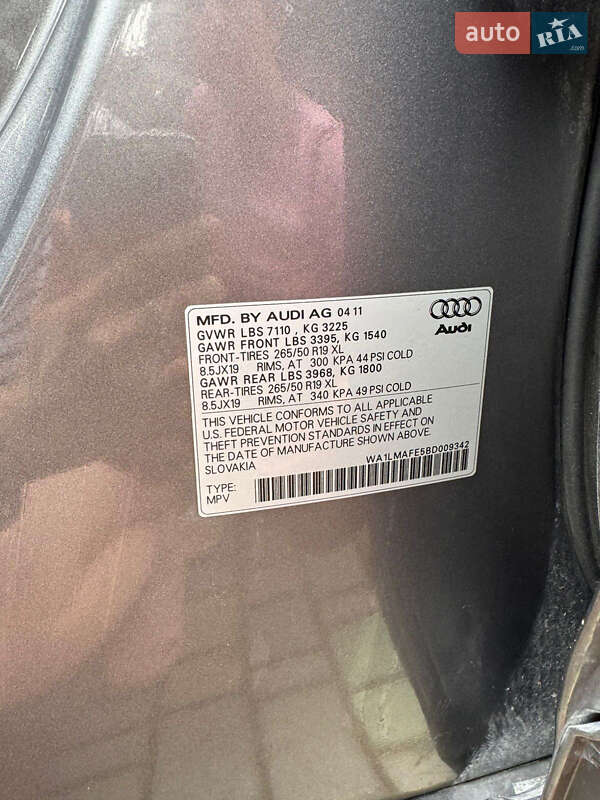 auto RIA
.com
MFD. BY AUDI AG 04 11
GVWR LBS 7110 , KG 3225
GAWR FRONT LBS 3395, KG 1540
FRONT-TIRES 265/50 R19 XL
8.5JX19 RIMS, AT 300 KPA 44 PSI COLD
GAWR REAR LBS 3968, KG 1800
REAR-TIRES 265/50 R19 XL
8.5JX19 RIMS, AT 340 KPA 49 PSI COLD
Audi
THIS VEHICLE CONFORMS TO ALL APPLICABLE
U.S. FEDERAL MOTOR VEHICLE SAFETY AND
THEFT PREVENTION STANDARDS IN EFFECT ON
THE DATE OF MANUFACTURE SHOWN ABOVE.
SLOVAKIA
WA1LMAFE5BD009342
TYPE:
MPV